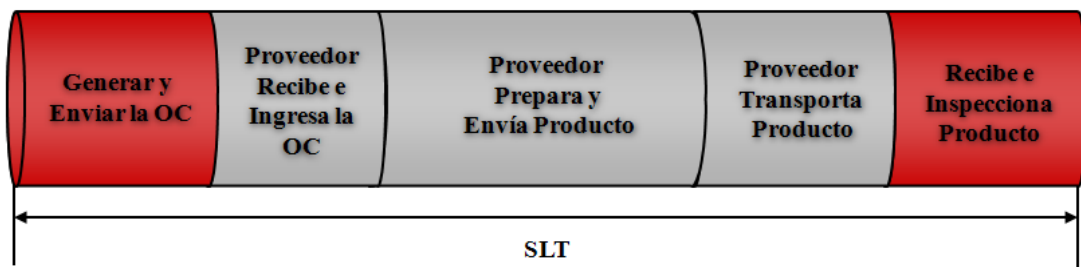 Generar y
Enviar la OC
Proveedor
Recibe e
Ingresa la
OC
Proveedor
Prepara y
Envía Producto
Proveedor
Transporta
Producto
Recibe e
Inspecciona
Producto
SLT